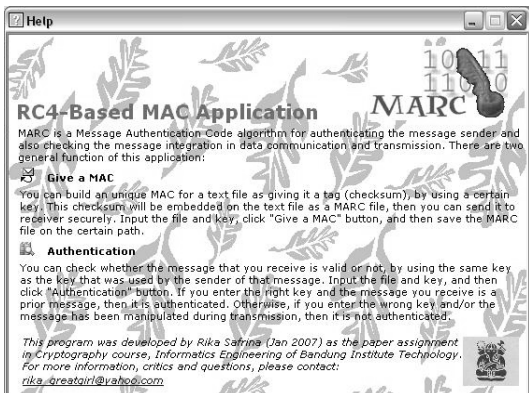 Help
10 11
MARC
RC4-Based MAC Application
MARC is a Message Authentication Code algorithm for authenticating the message sender and
also checking the message integration in data communication and transmission. There are two
general function of this application:
Give a MAC
You can build an unique MAC for a text file as giving it a tag (checksum), by using a certain
key. This checksum will be embedded on the text file as a MARC file, then you can send it to
receiver securely. Input the file and key, click "Give a MAC" button, and then save the MARC
file on the certain path.
Authentication
You can check whether the message that you receive is valid or not, by using the same key
as the key that was used by the sender of that message. Input the file and key, and then
click "Authentication" button. If you enter the right key and the message you receive is a
prior message, then it is authenticated. Otherwise, if you enter the wrong key and/or the
message has been manipulated during transmission, then it is not authenticated.
This program was developed by Rika Safrina (Jan 2007) as the paper assignment
in Cryptography course, Informatics Engineering of Bandung Institute Technology.
For more information, critics and questions, please contact:
rika_greatgirl@yahoo.com